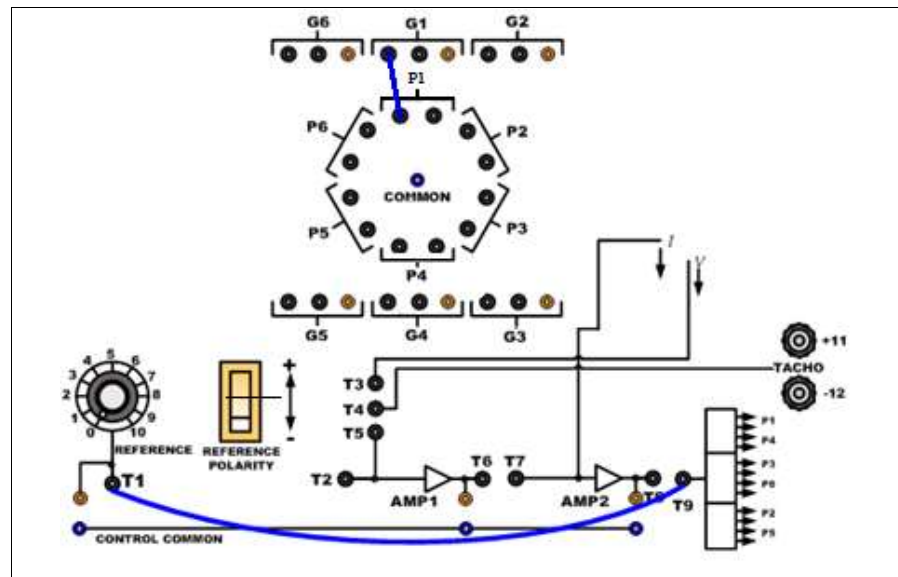 G6 G1 G2
P1
P6 P2
COMMON
P5 P3
P4
I
V
G5 G4 G3
+11
TACHO
-12
0 1 2 3 4 5 6 7 8 9 10
REFERENCE
+
-
REFERENCE
POLARITY
T3
T4
T5
T1
T2
AMP1
T6
T7
AMP2
T8
T9
P1
P4
P3
P6
P2
P5
CONTROL COMMON